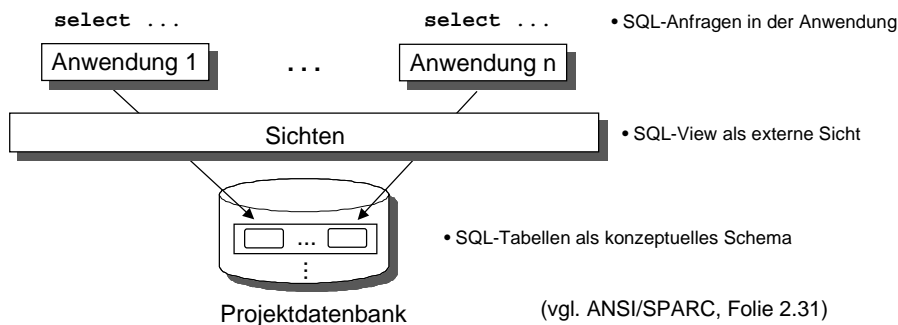 select ...
select ...
• SQL-Anfragen in der Anwendung
Anwendung 1
...
Anwendung n
Sichten
• SQL-View als externe Sicht
...
• SQL-Tabellen als konzeptuelles Schema
Projektdatenbank
(vgl. ANSI/SPARC, Folie 2.31)